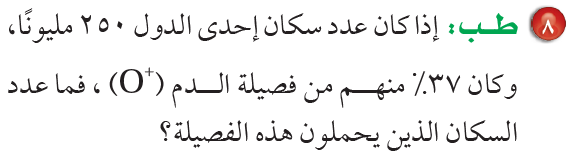 ٨ طب: إذا كان عدد سكان إحدى الدول ٢٥٠ مليونًا،
وكان ٣٧٪ منهم من فصيلة الدم (O⁺)، فما عدد
السكان الذين يحملون هذه الفصيلة؟